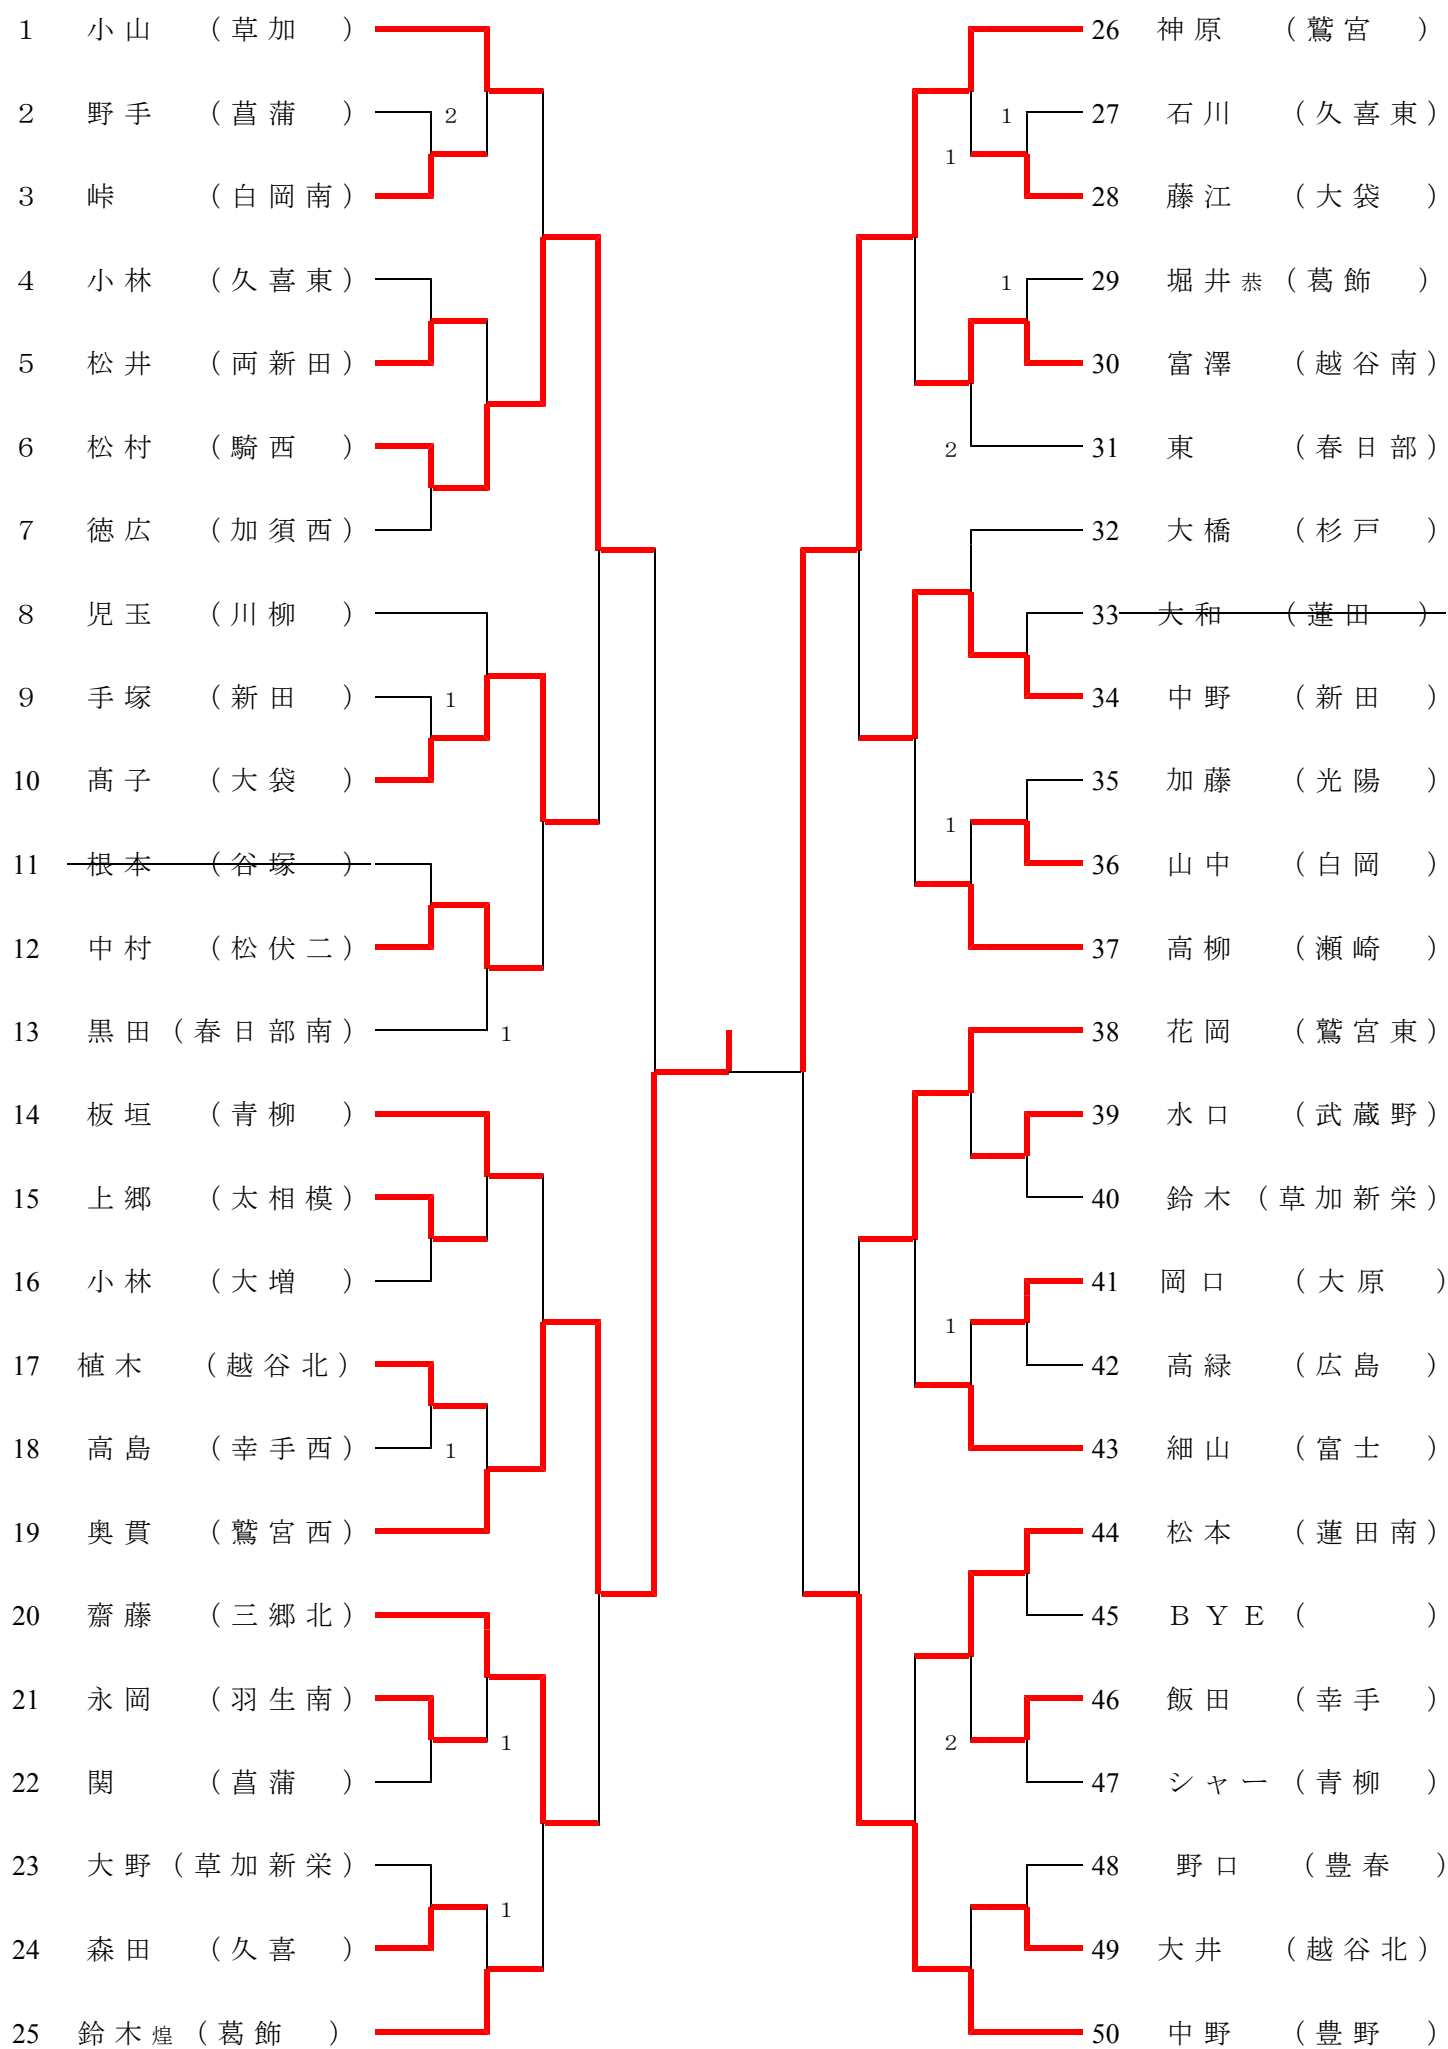 1 小山 （草加 ）
2 野手 （菖蒲 ）
2
3 峠 （白岡南）
4 小林 （久喜東）
5 松井 （両新田）
6 松村 （騎西 ）
7 徳広 （加須西）
8 児玉 （川柳 ）
9 手塚 （新田 ）
1
10 髙子 （大袋 ）
11 根本 （谷塚 ）
12 中村 （松伏二）
13 黒田（春日部南）
1
14 板垣 （青柳 ）
15 上郷 （太相模）
16 小林 （大増 ）
17 植木 （越谷北）
18 高島 （幸手西）
1
19 奥貫 （鷲宮西）
20 齋藤 （三郷北）
21 永岡 （羽生南）
1
22 関 （菖蒲 ）
23 大野（草加新栄）
1
24 森田 （久喜 ）
25 鈴木煌（葛飾 ）
26 神原 （鷲宮 ）
1
27 石川 （久喜東）
1
28 藤江 （大袋 ）
1
29 堀井恭（葛飾 ）
30 富澤 （越谷南）
2
31 東 （春日部）
32 大橋 （杉戸 ）
33 大和 （蓮田 ）
34 中野 （新田 ）
35 加藤 （光陽 ）
1
36 山中 （白岡 ）
37 高柳 （瀬崎 ）
38 花岡 （鷲宮東）
39 水口 （武蔵野）
40 鈴木（草加新栄）
41 岡口 （大原 ）
1
42 高緑 （広島 ）
43 細山 （富士 ）
44 松本 （蓮田南）
45 ＢＹＥ（ ）
46 飯田 （幸手 ）
2
47 シャー（青柳 ）
48 野口 （豊春 ）
49 大井 （越谷北）
50 中野 （豊野 ）